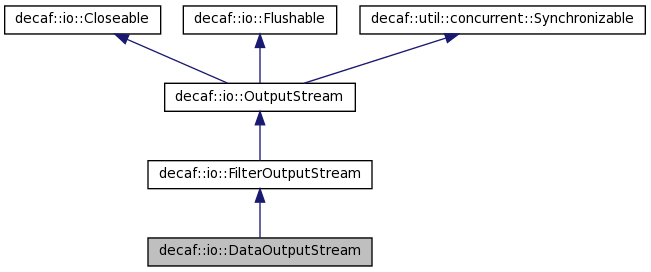 decaf::io::Closeable
decaf::io::Flushable
decaf::util::concurrent::Synchronizable
decaf::io::OutputStream
decaf::io::FilterOutputStream
decaf::io::DataOutputStream